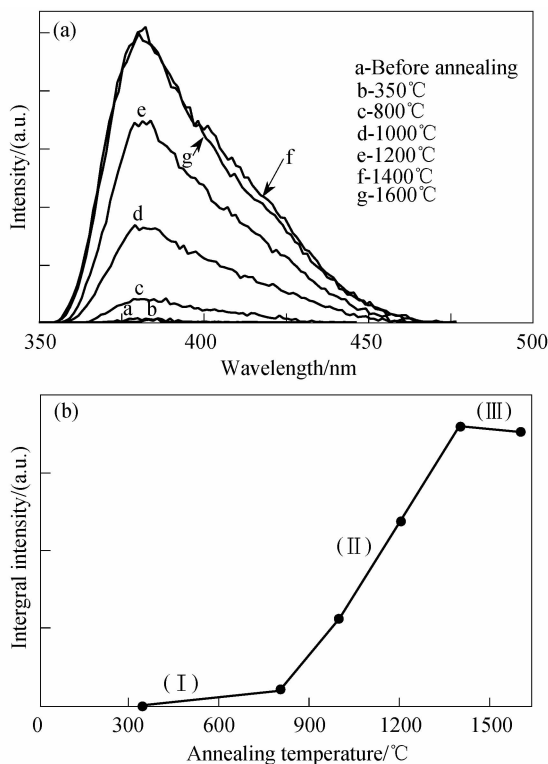 (a)
a-Before annealing
b-350℃
c-800℃
d-1000℃
e-1200℃
f-1400℃
g-1600℃
e
g
f
d
c
a b
Intensity/(a.u.)
350 400 450 500
Wavelength/nm
(b)
(Ⅲ)
(Ⅱ)
(Ⅰ)
Intergral intensity/(a.u.)
0 300 600 900 1200 1500
Annealing temperature/℃